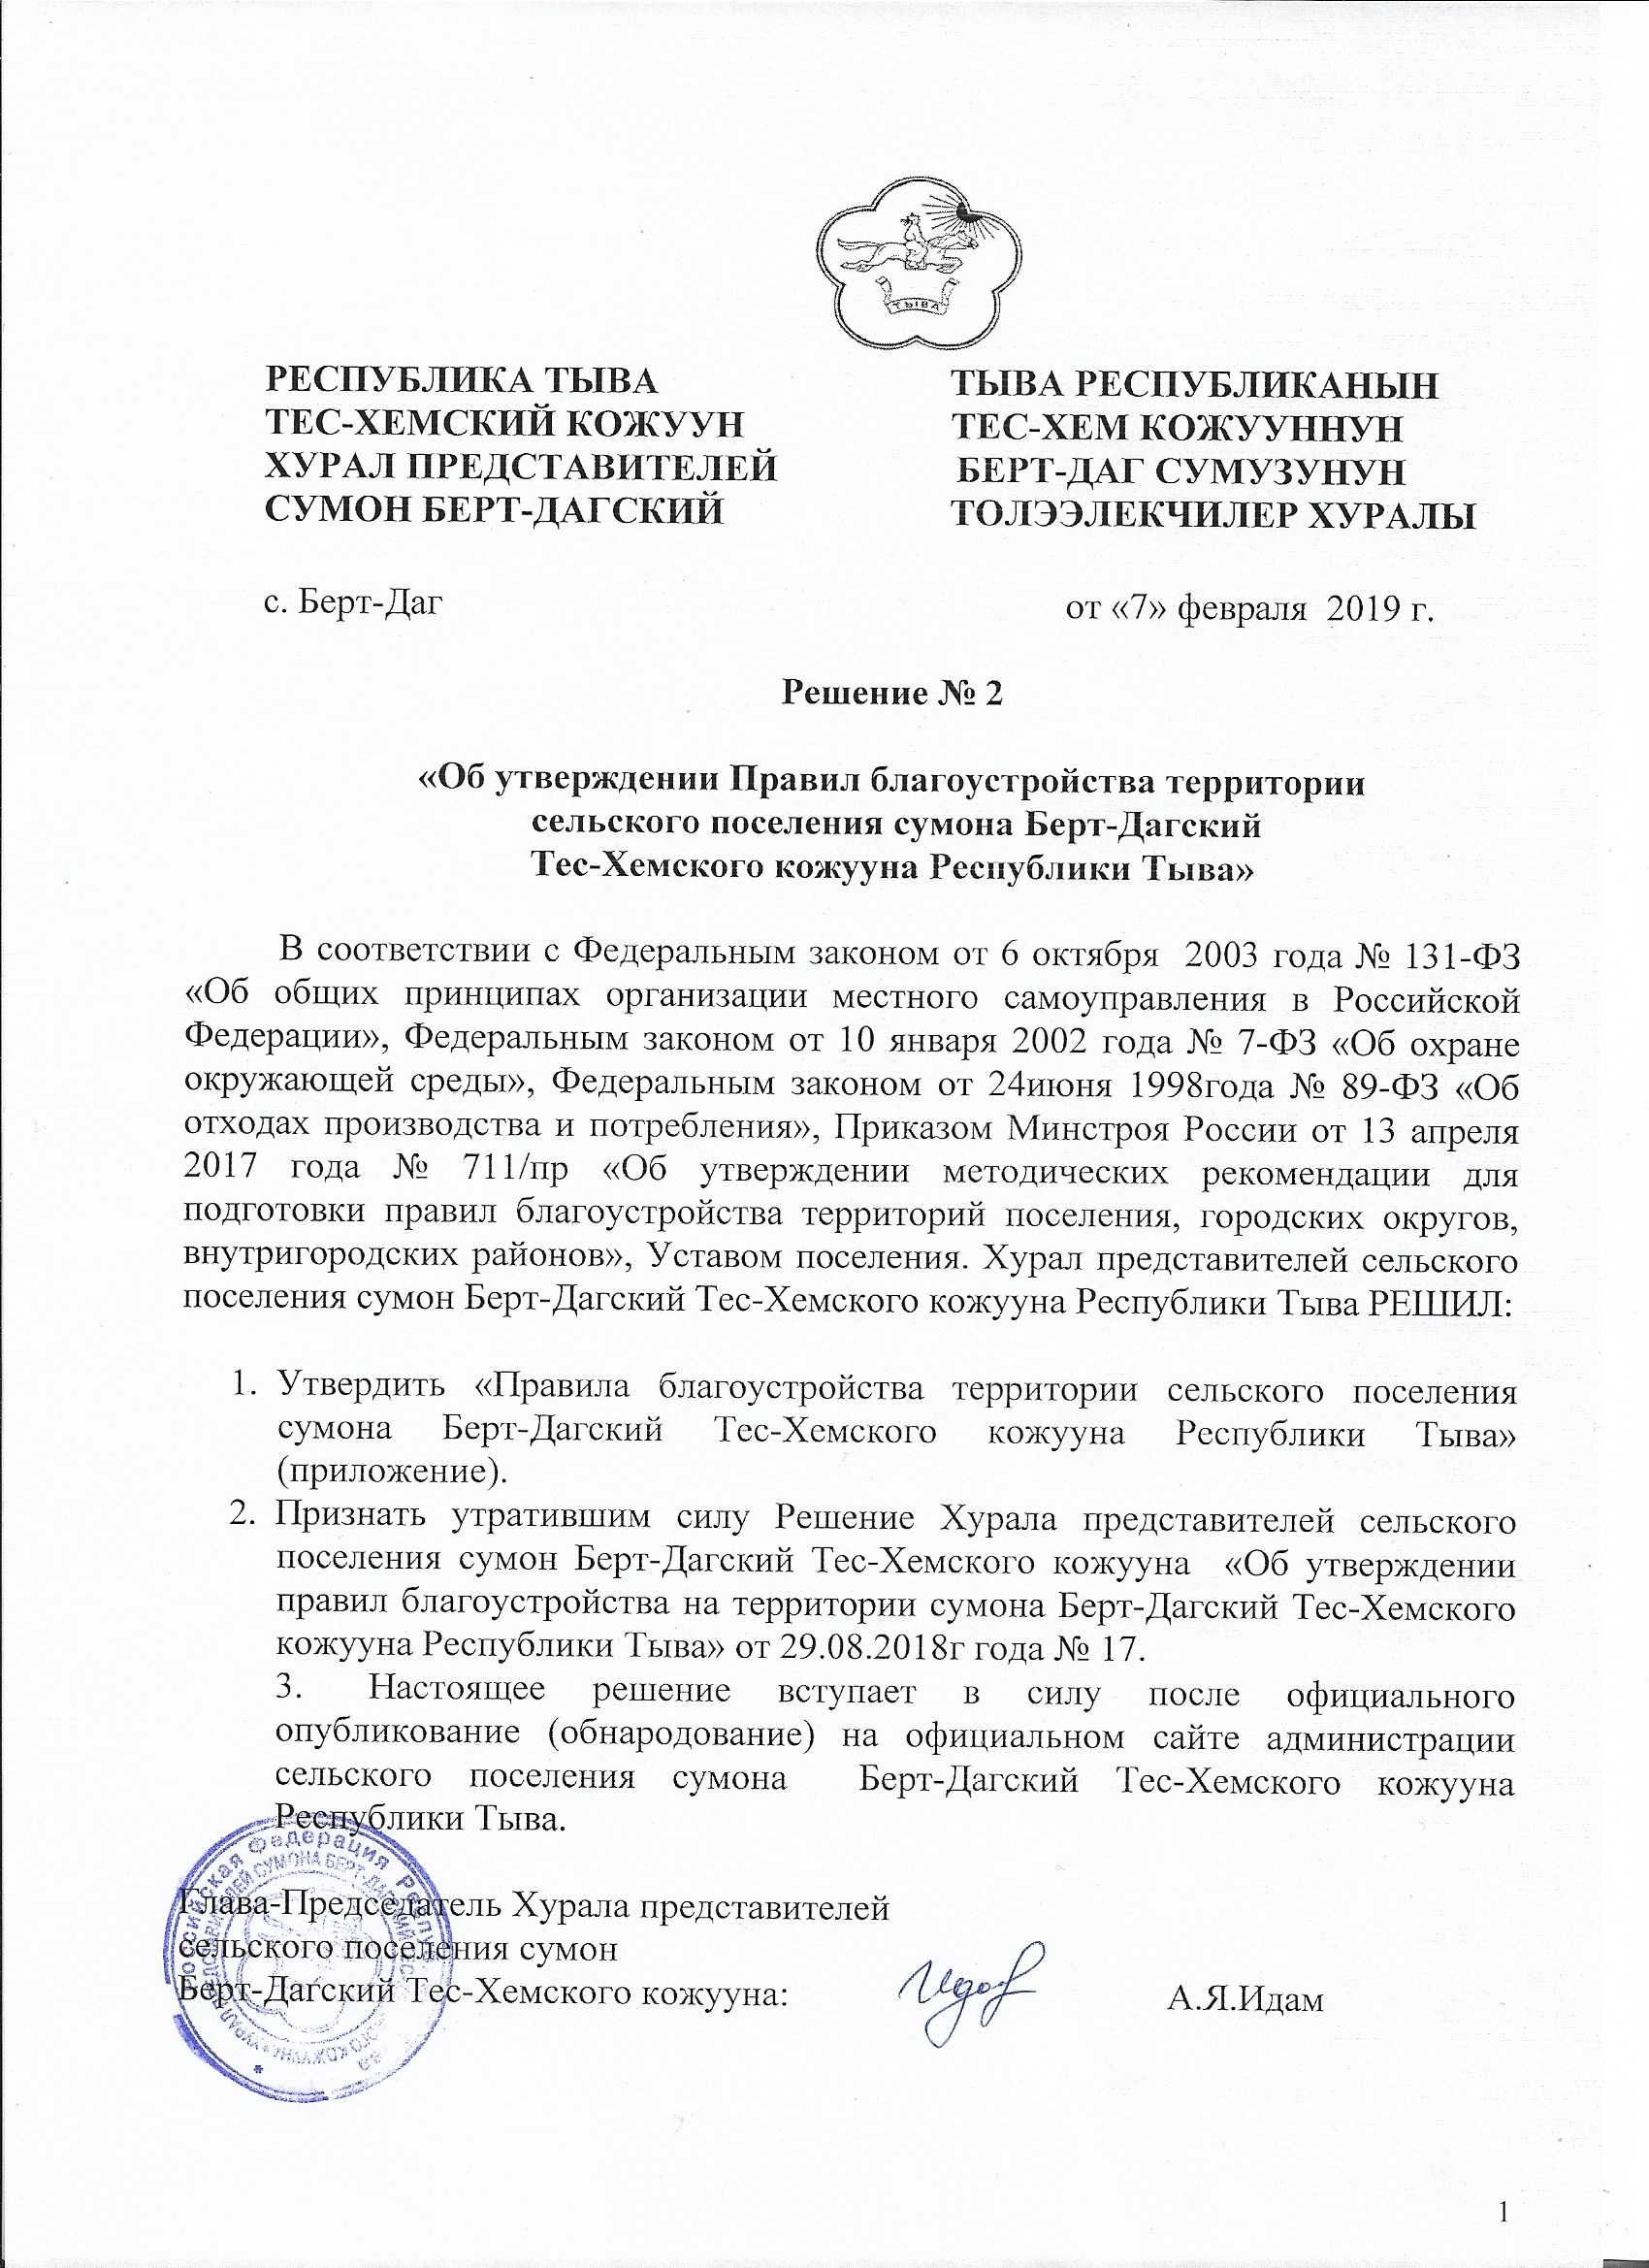 ТЫВА
РЕСПУБЛИКА ТЫВА
ТЕС-ХЕМСКИЙ КОЖУУН
ХУРАЛ ПРЕДСТАВИТЕЛЕЙ
СУМОН БЕРТ-ДАГСКИЙ
ТЫВА РЕСПУБЛИКАНЫН
ТЕС-ХЕМ КОЖУУННУН
БЕРТ-ДАГ СУМУЗУНУН
ТОЛЭЭЛЕКЧИЛЕР ХУРАЛЫ
с. Берт-Даг
от «7» февраля 2019 г.
Решение № 2
«Об утверждении Правил благоустройства территории
сельского поселения сумона Берт-Дагский
Тес-Хемского кожууна Республики Тыва»
В соответствии с Федеральным законом от 6 октября 2003 года № 131-ФЗ
«Об общих принципах организации местного самоуправления в Российской
Федерации», Федеральным законом от 10 января 2002 года № 7-ФЗ «Об охране
окружающей среды», Федеральным законом от 24июня 1998года № 89-ФЗ «Об
отходах производства и потребления», Приказом Минстроя России от 13 апреля
2017 года № 711/пр «Об утверждении методических рекомендации для
подготовки правил благоустройства территорий поселения, городских округов,
внутригородских районов», Уставом поселения. Хурал представителей сельского
поселения сумон Берт-Дагский Тес-Хемского кожууна Республики Тыва РЕШИЛ:
1. Утвердить «Правила благоустройства территории сельского поселения
сумона Берт-Дагский Тес-Хемского кожууна Республики Тыва»
(приложение).
2. Признать утратившим силу Решение Хурала представителей сельского
поселения сумон Берт-Дагский Тес-Хемского кожууна «Об утверждении
правил благоустройства на территории сумона Берт-Дагский Тес-Хемского
кожууна Республики Тыва» от 29.08.2018г года № 17.
3. Настоящее решение вступает в силу после официального
опубликование (обнародование) на официальном сайте администрации
сельского поселения сумона Берт-Дагский Тес-Хемского кожууна
Республики Тыва.
Российская Федерация
СУМОНА БЕРТ-ДАГСКИЙ
Глава-Председатель Хурала представителей
сельского поселения сумон
Берт-Дагский Тес-Хемского кожууна:
А.Я.Идам
1